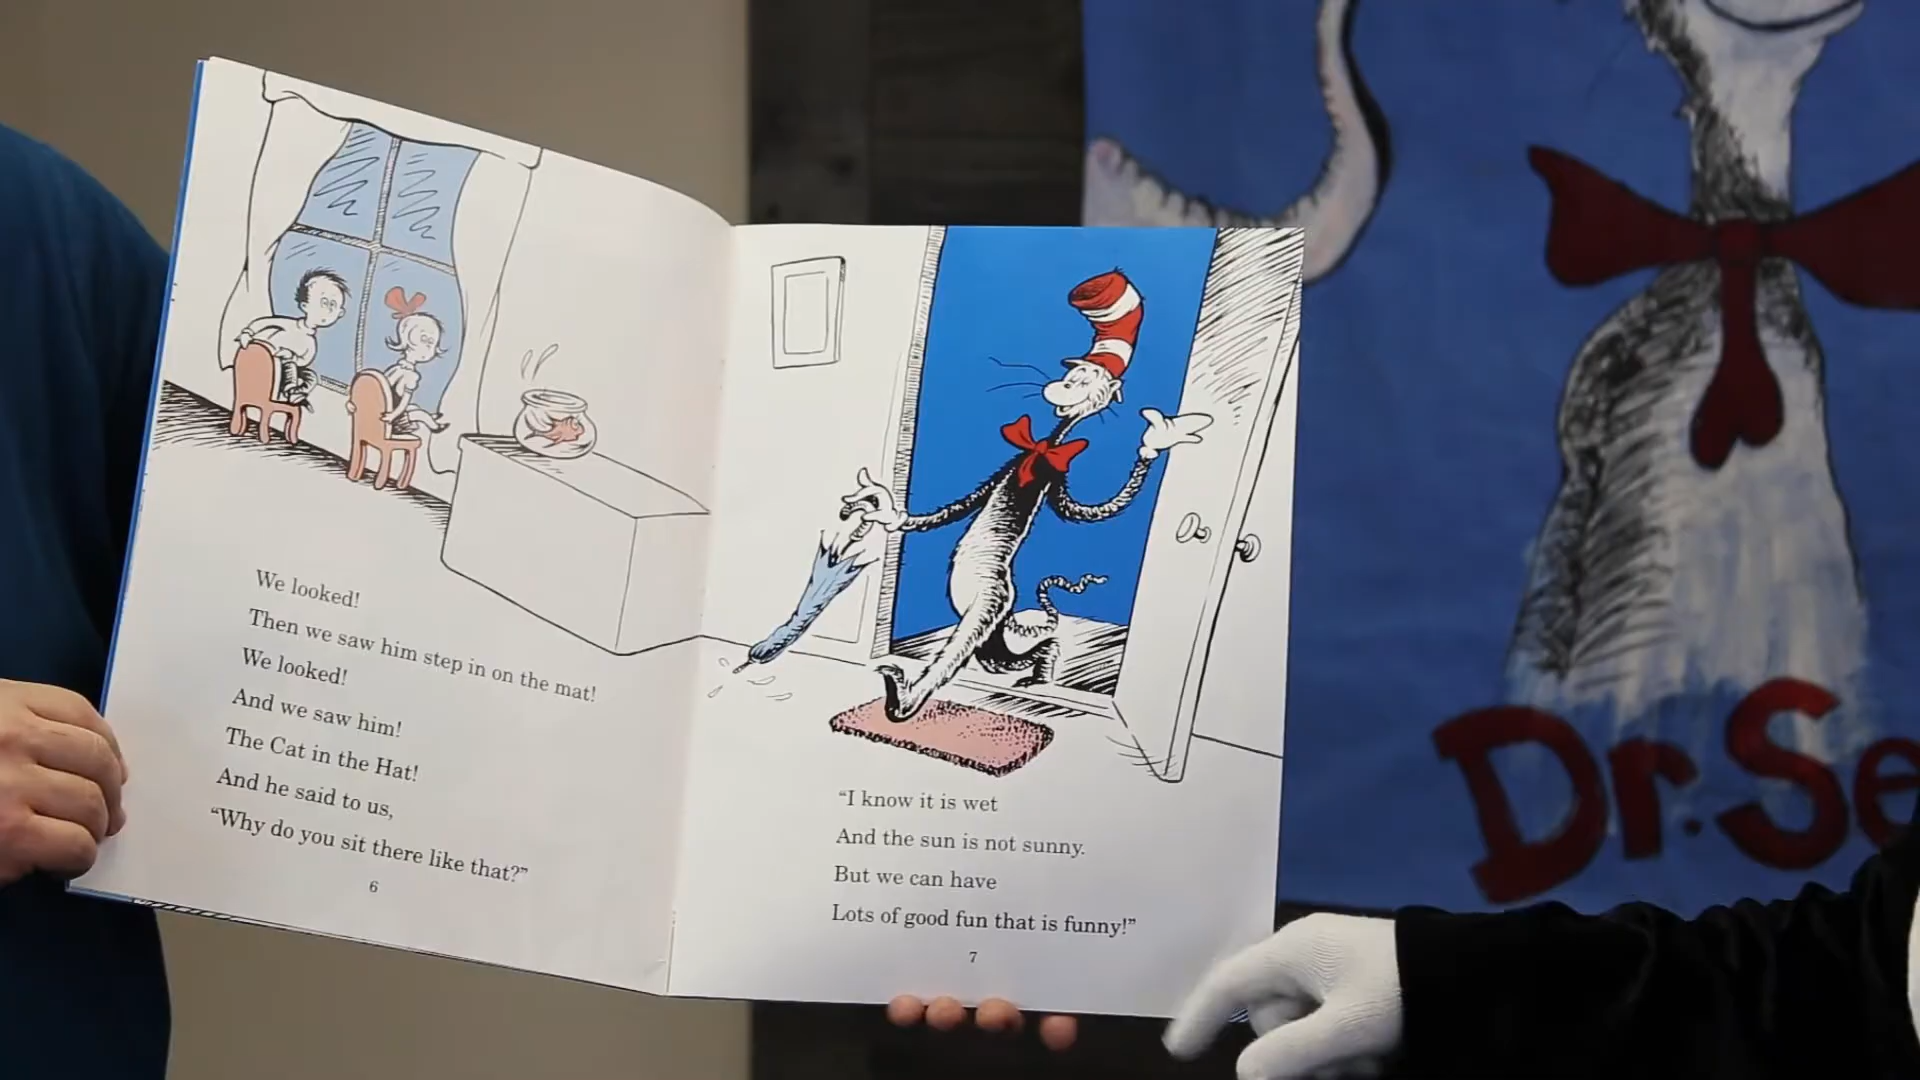 We looked!
Then we saw him step in on the mat!
We looked!
And we saw him!
The Cat in the Hat!
And he said to us,
“Why do you sit there like that?”
6
“I know it is wet
And the sun is not sunny.
But we can have
Lots of good fun that is funny!”
7
Dr. Se